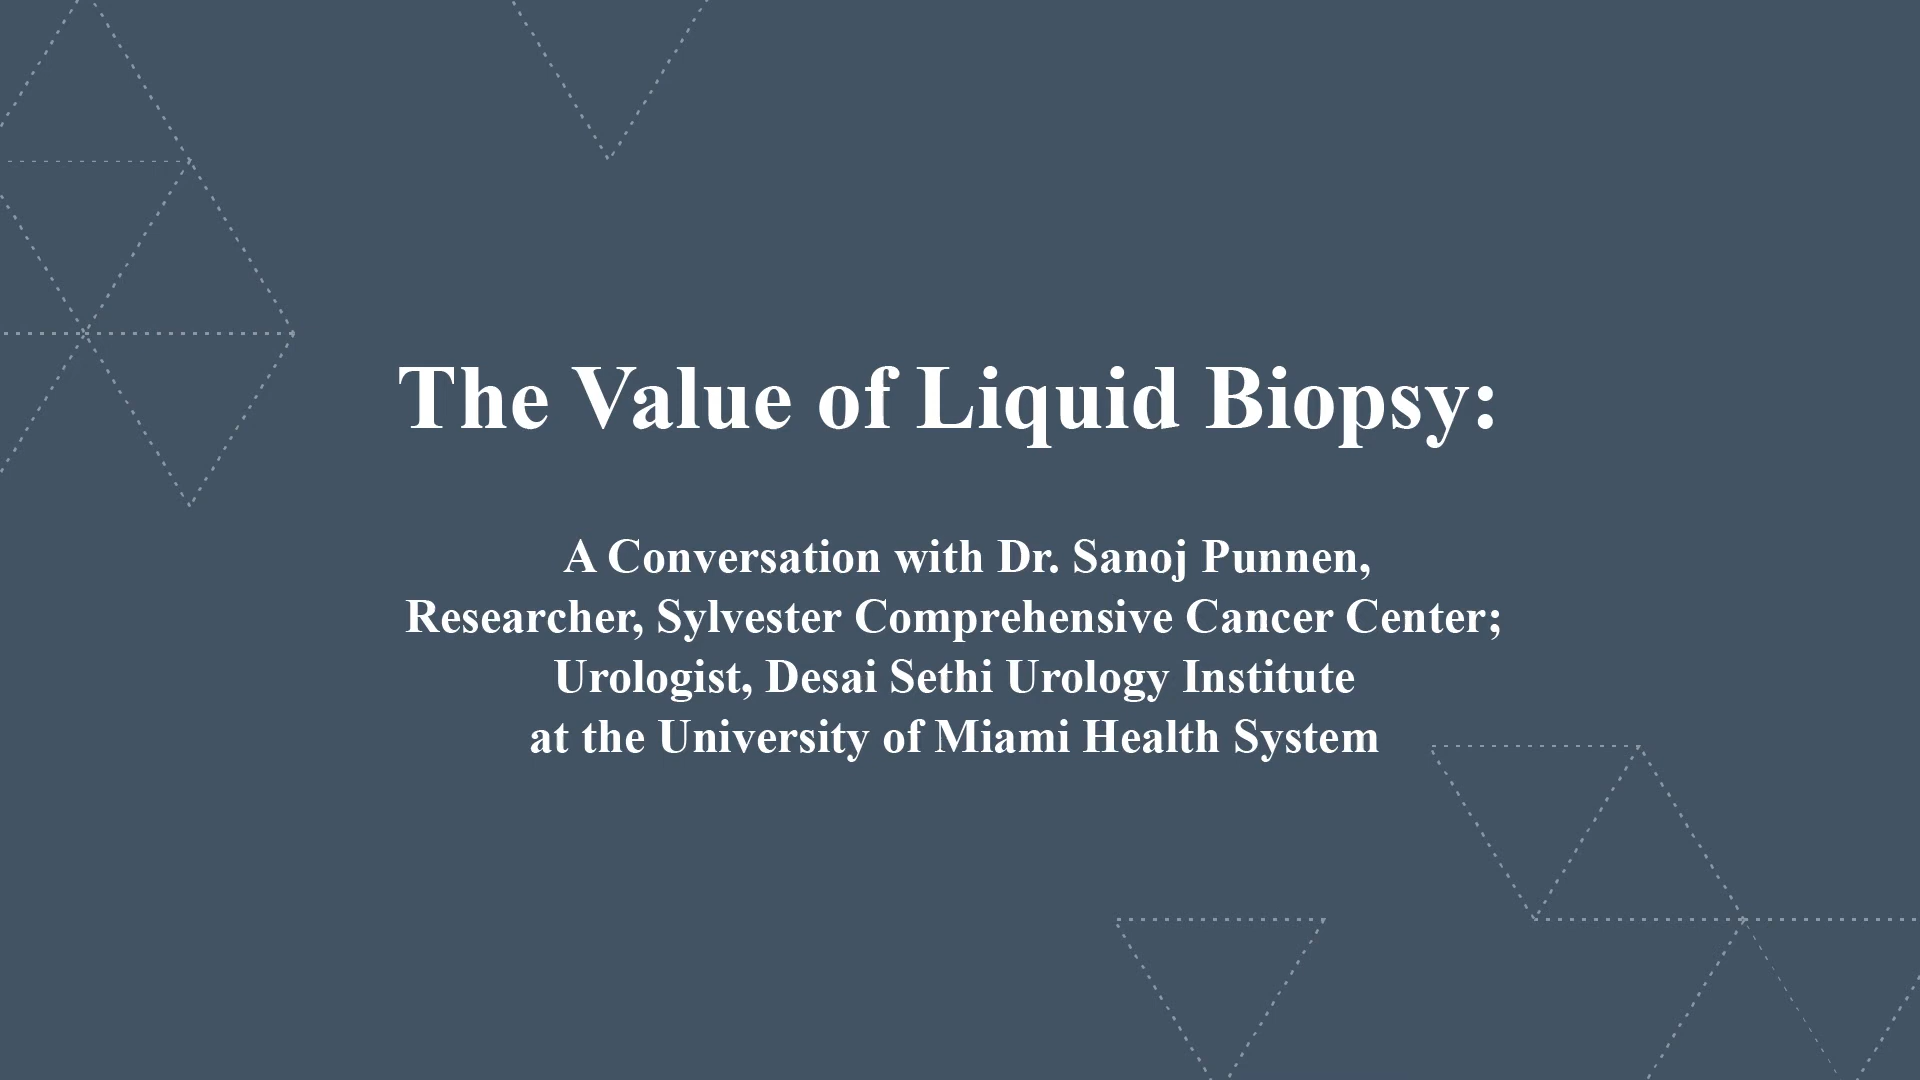 The Value of Liquid Biopsy:
A Conversation with Dr. Sanoj Punnen,
Researcher, Sylvester Comprehensive Cancer Center;
Urologist, Desai Sethi Urology Institute
at the University of Miami Health System